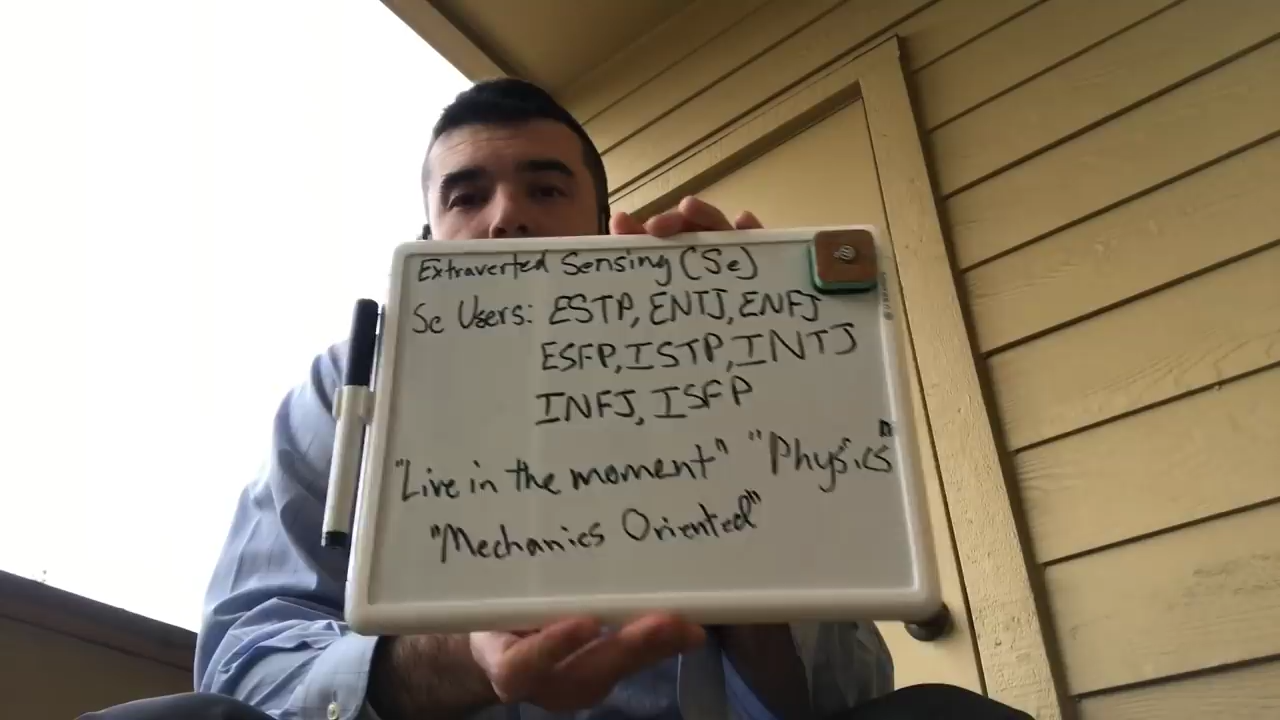 Extraverted Sensing (Se)
Se Users: ESTP, ENTJ, ENFJ
ESFP, ISTP, INTJ
INFJ, ISFP
"Live in the moment" "Physics"
"Mechanics Oriented"